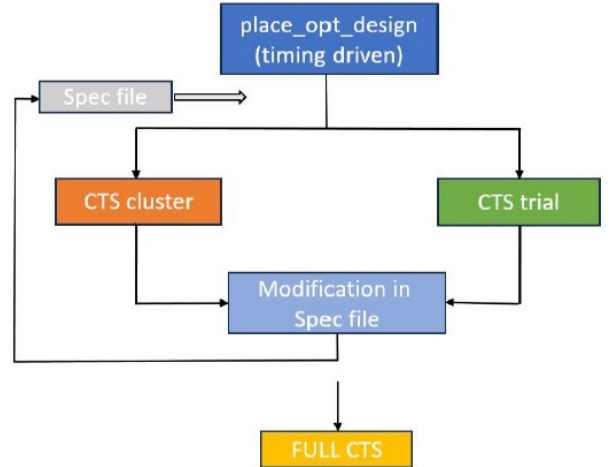 place_opt_design
(timing driven)
Spec file
CTS cluster
CTS trial
Modification in
Spec file
FULL CTS